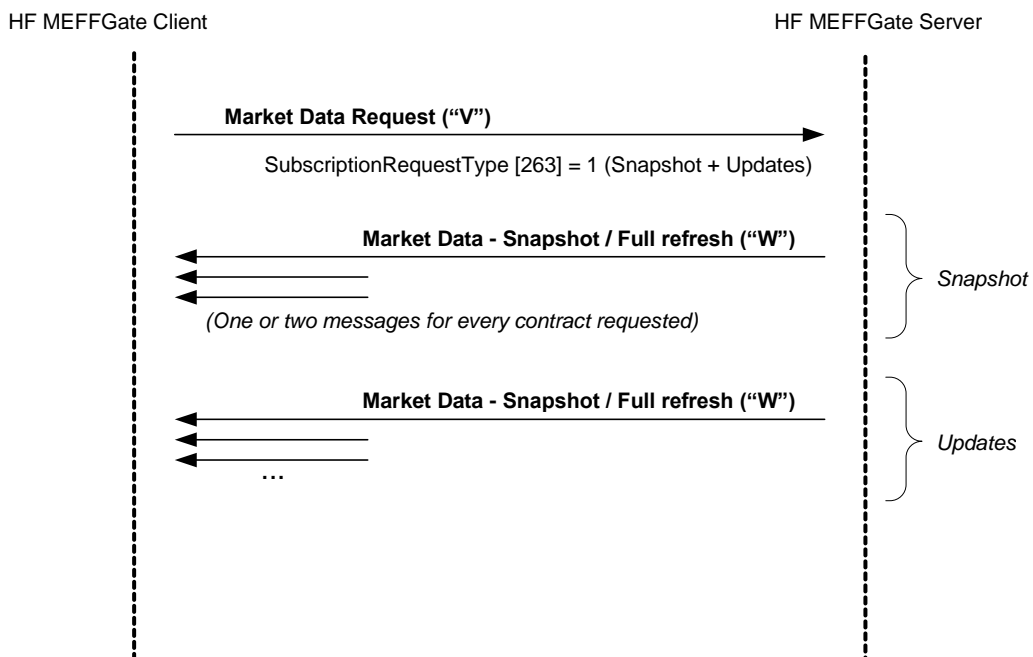 HF MEFFGate Client
HF MEFFGate Server
Market Data Request (“V”)
SubscriptionRequestType [263] = 1 (Snapshot + Updates)
Market Data - Snapshot / Full refresh (“W”)
Snapshot
(One or two messages for every contract requested)
Market Data - Snapshot / Full refresh (“W”)
Updates
...